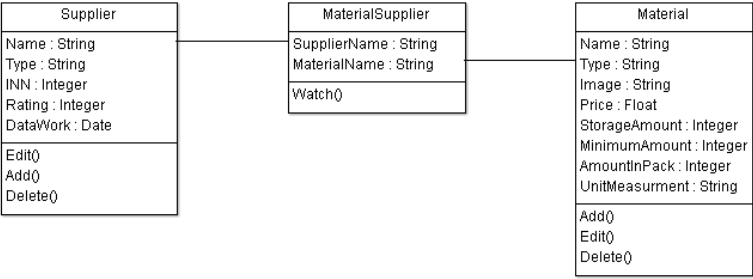 Supplier
Name : String
Type : String
INN : Integer
Rating : Integer
DataWork : Date
Edit()
Add()
Delete()
MaterialSupplier
SupplierName : String
MaterialName : String
Watch()
Material
Name : String
Type : String
Image : String
Price : Float
StorageAmount : Integer
MinimumAmount : Integer
AmountInPack : Integer
UnitMeasurment : String
Add()
Edit()
Delete()